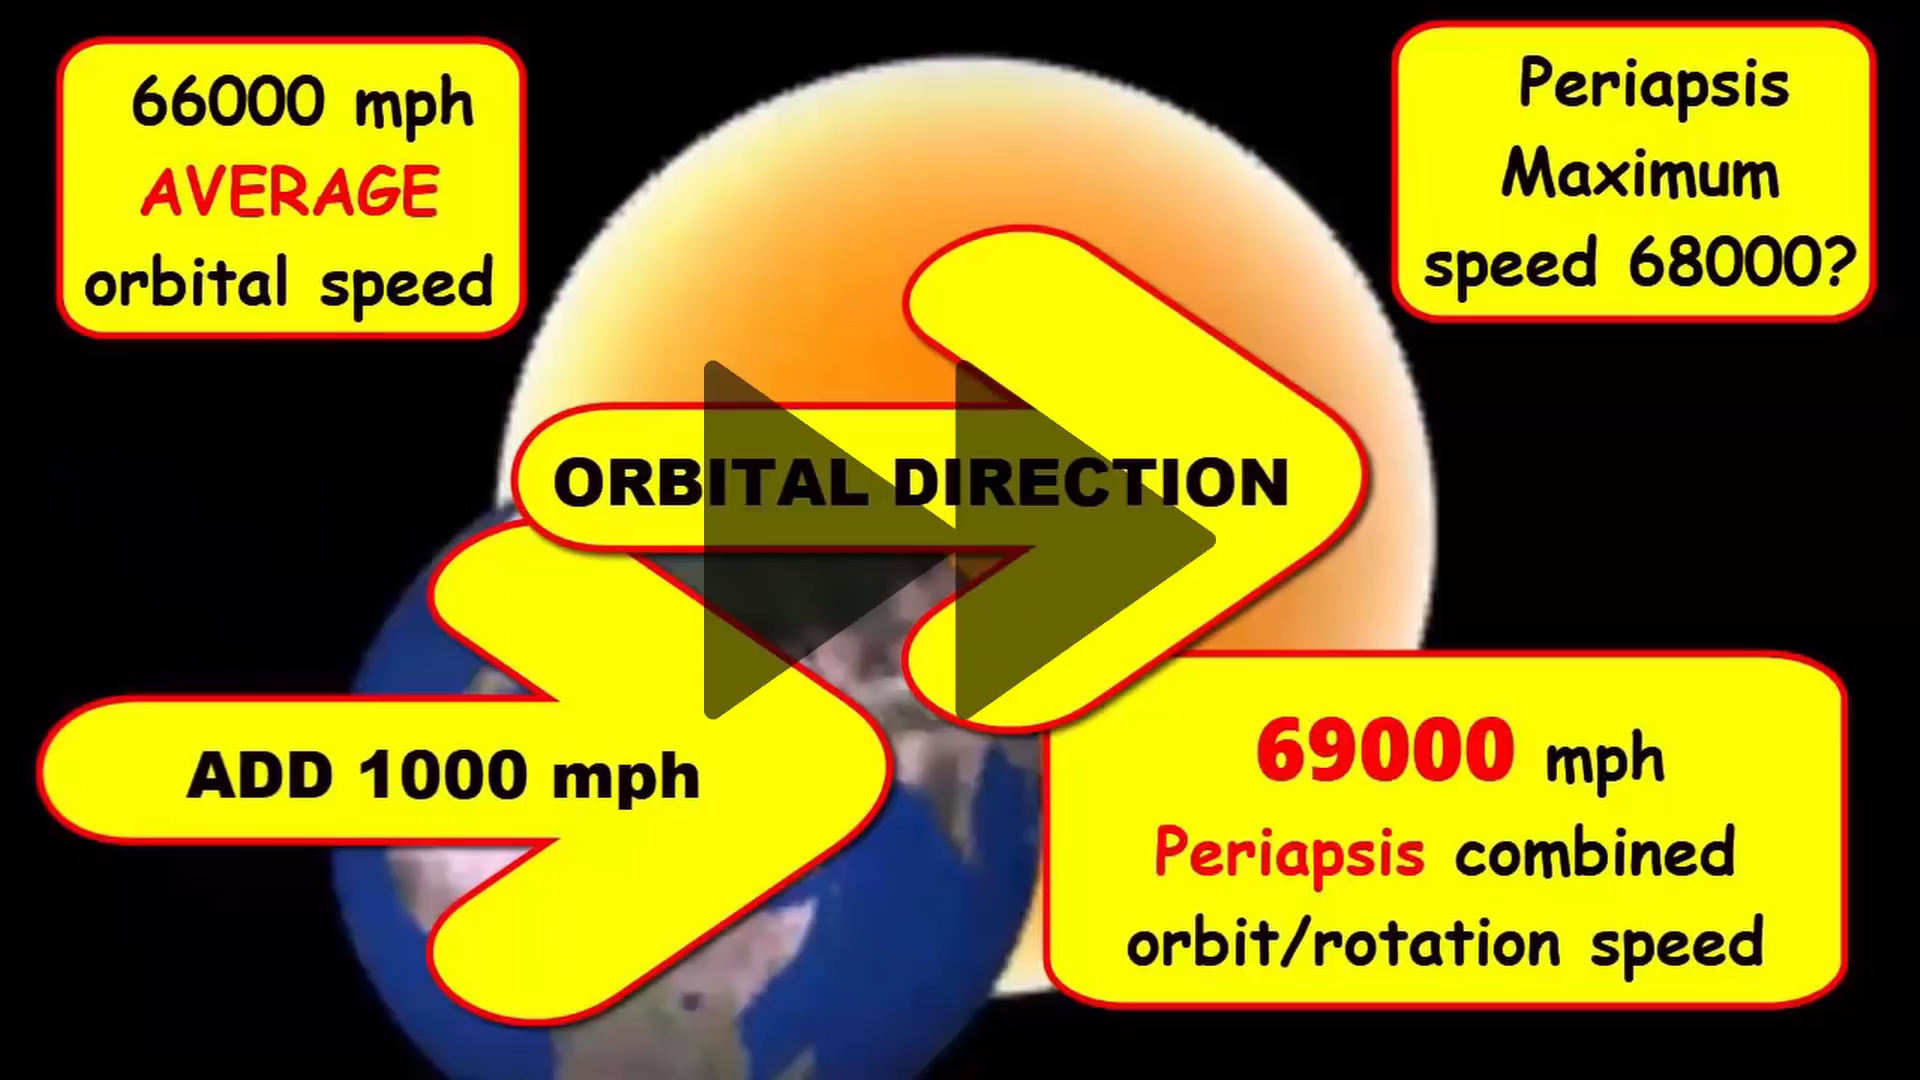 66000 mph
AVERAGE
orbital speed
Periapsis
Maximum
speed 68000?
ORBITAL DIRECTION
ADD 1000 mph
69000 mph
Periapsis combined
orbit/rotation speed